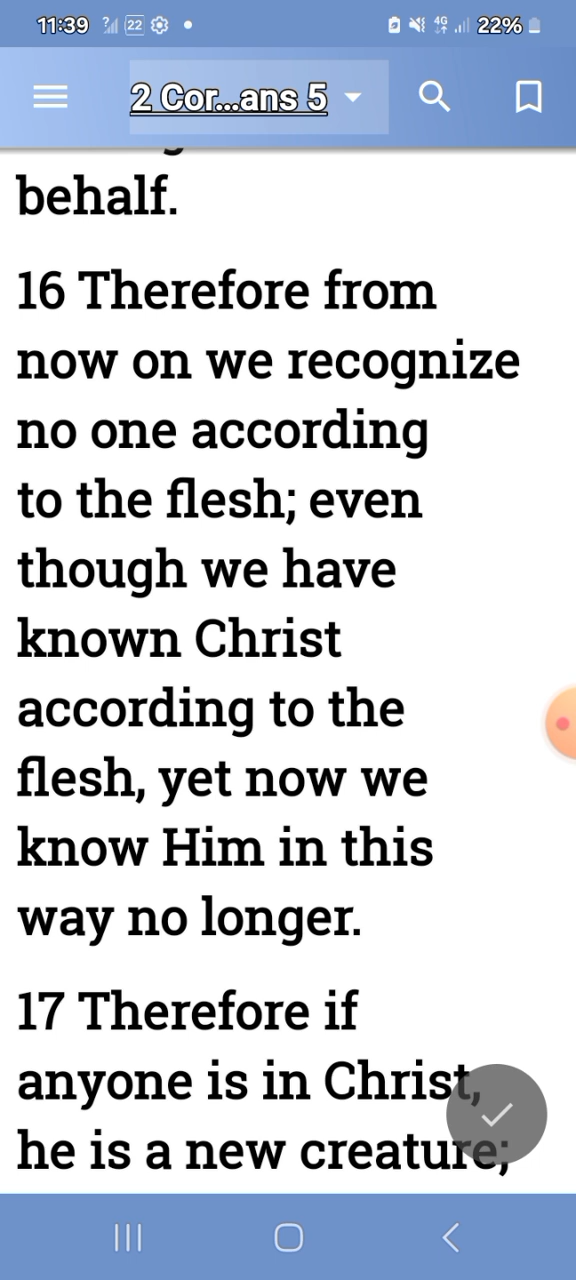 11:39 22 4G 22%
2 Cor...ans 5
behalf.
16 Therefore from
now on we recognize
no one according
to the flesh; even
though we have
known Christ
according to the
flesh, yet now we
know Him in this
way no longer.
17 Therefore if
anyone is in Christ,
he is a new creature;